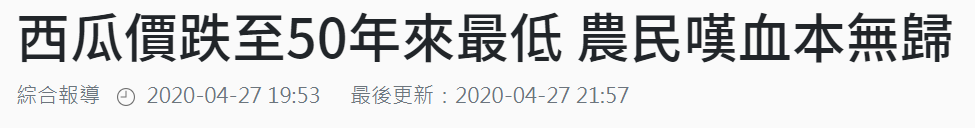 西瓜價跌至50年來最低 農民嘆血本無歸
綜合報導 2020-04-27 19:53 最後更新：2020-04-27 21:57